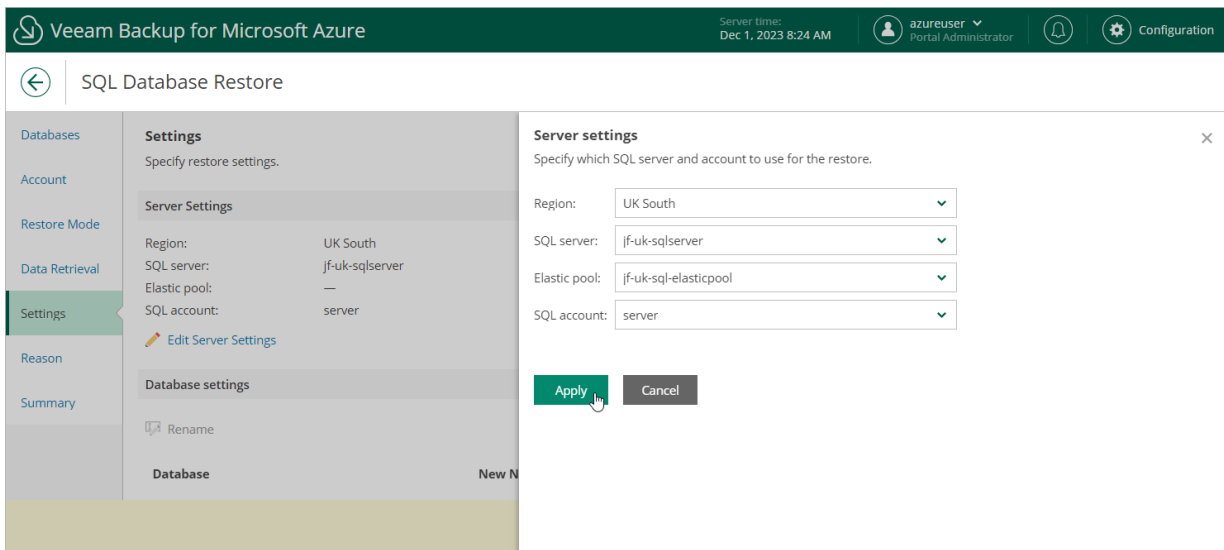 Veeam Backup for Microsoft Azure
Server time:
Dec 1, 2023 8:24 AM
azureuser
Portal Administrator
Configuration
SQL Database Restore
Databases
Account
Restore Mode
Data Retrieval
Settings
Reason
Summary
Settings
Specify restore settings.
Server Settings
Region: UK South
SQL server: jf-uk-sqlserver
Elastic pool: —
SQL account: server
Edit Server Settings
Database settings
Rename
Database New N
Server settings
Specify which SQL server and account to use for the restore.
Region: UK South
SQL server: jf-uk-sqlserver
Elastic pool: jf-uk-sql-elasticpool
SQL account: server
Apply Cancel